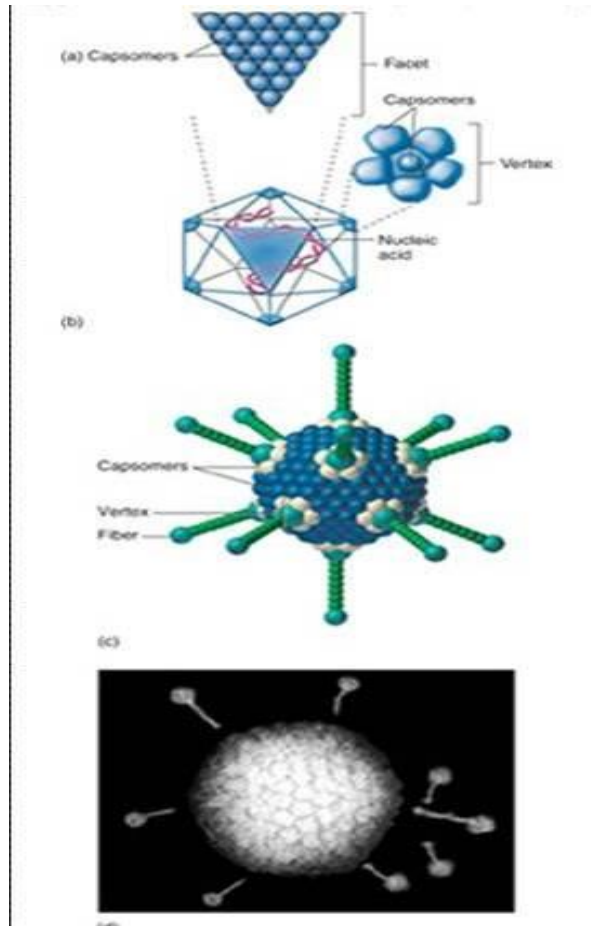 (a) Capsomers
Facet
Capsomers
Vertex
Nucleic
acid
(b)
Capsomers
Vertex
Fiber
(c)